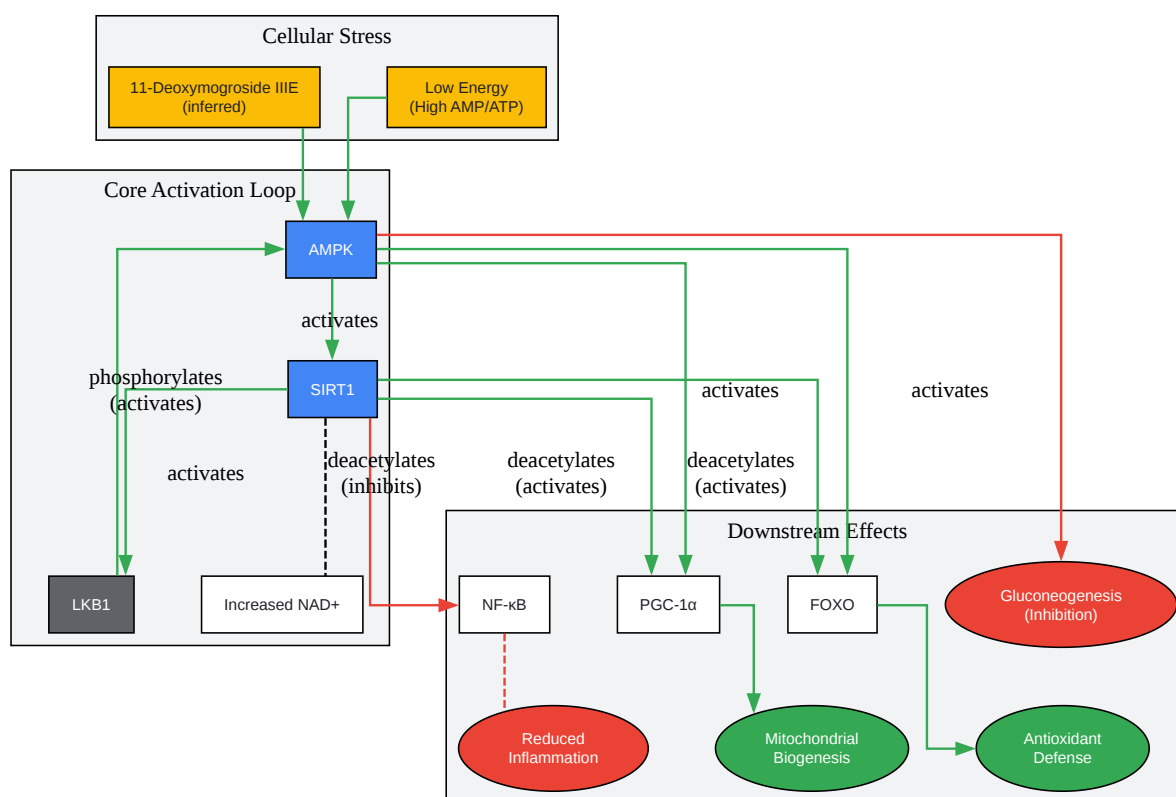 Cellular Stress
11-Deoxymogroside IIIE
(inferred)
Low Energy
(High AMP/ATP)
Core Activation Loop
AMPK
activates
SIRT1
phosphorylates
(activates)
activates
activates
activates
deacetylates
(inhibits)
deacetylates
(activates)
deacetylates
(activates)
Downstream Effects
LKB1
Increased NAD+
NF-κB
PGC-1α
FOXO
Gluconeogenesis
(Inhibition)
Reduced
Inflammation
Mitochondrial
Biogenesis
Antioxidant
Defense